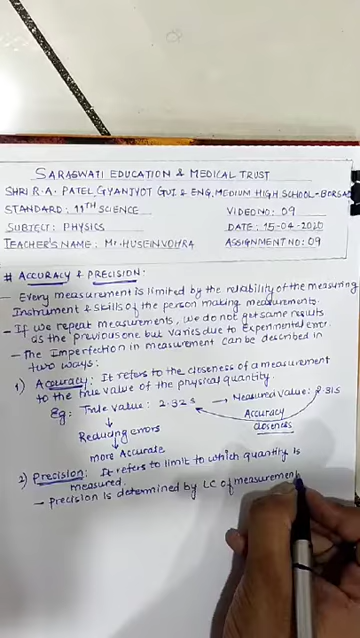 SARASWATI EDUCATION & MEDICAL TRUST
SHRI R.A. PATEL GYANJYOT GUJ & ENG. MEDIUM HIGH SCHOOL - BORSAD
STANDARD: 11TH SCIENCE VIDEO NO: 09
SUBJECT: PHYSICS DATE: 15-04-2020
TEACHER'S NAME: Mr. HUSEIN VOHRA ASSIGNMENT NO: 09
# ACCURACY & PRECISION:
- Every measurement is limited by the reliability of the measuring
Instrument & skills of the person making measurements.
- If we repeat measurements, we do not get same results
as the previous one but varies due to Experimental error
- The Imperfection in measurement can be described in
two ways:
1) Accuracy: It refers to the closeness of a measurement
to the true value of the physical quantity.
Eg: True value: 2.32 s → Measured value: 2.31 s
↓ Accuracy
Reducing errors closeness
↓
more Accurate
2) Precision: It refers to limit to which quantity is
measured.
- Precision is determined by LC of measurement